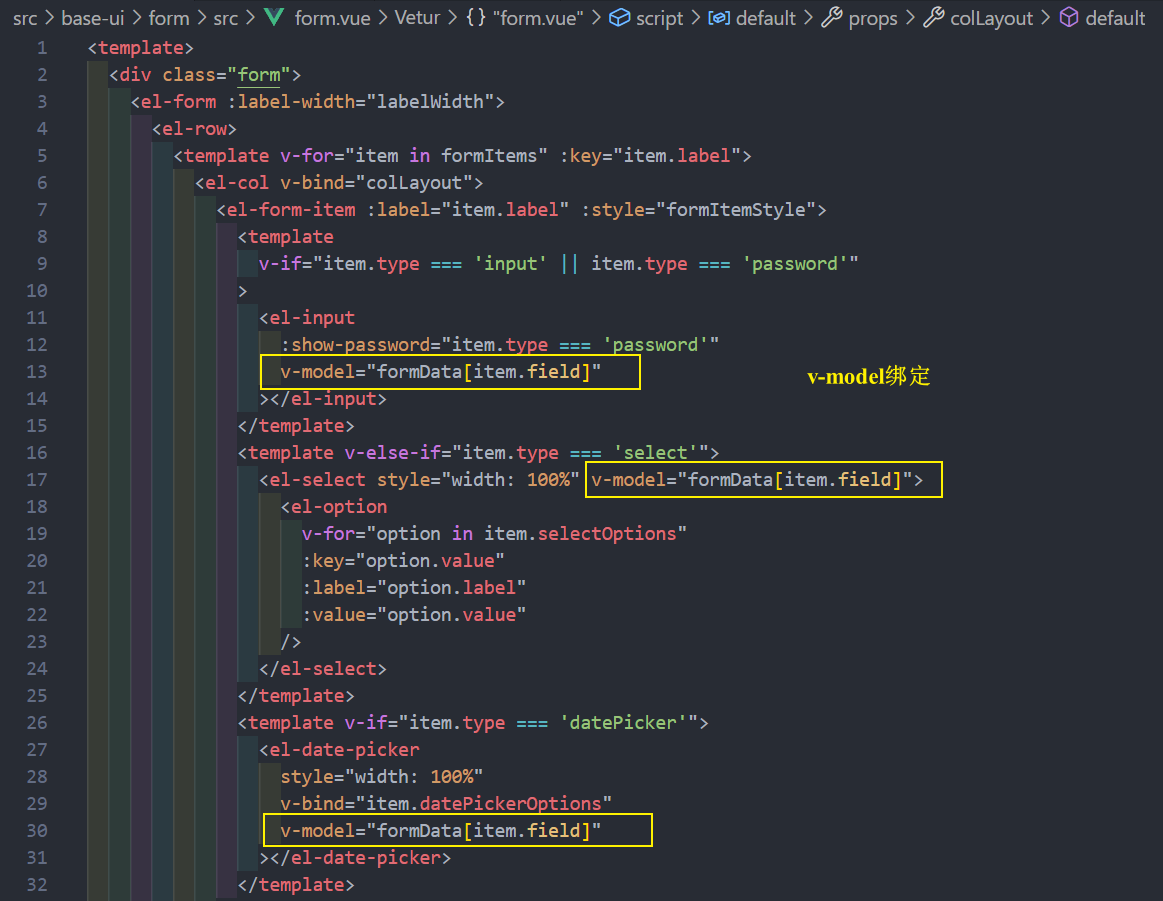 src > base-ui > form > src > form.vue > Vetur > {} "form.vue" > script > default > props > colLayout > default
1 <template>
2 <div class="form">
3 <el-form :label-width="labelWidth">
4 <el-row>
5 <template v-for="item in formItems" :key="item.label">
6 <el-col v-bind="colLayout">
7 <el-form-item :label="item.label" :style="formItemStyle">
8 <template
9 v-if="item.type === 'input' || item.type === 'password'"
10 >
11 <el-input
12 :show-password="item.type === 'password'"
13 v-model="formData[item.field]"
v-model绑定
14 ></el-input>
15 </template>
16 <template v-else-if="item.type === 'select'">
17 <el-select style="width: 100%" v-model="formData[item.field]">
18 <el-option
19 v-for="option in item.selectOptions"
20 :key="option.value"
21 :label="option.label"
22 :value="option.value"
23 />
24 </el-select>
25 </template>
26 <template v-if="item.type === 'datePicker'">
27 <el-date-picker
28 style="width: 100%"
29 v-bind="item.datePickerOptions"
30 v-model="formData[item.field]"
31 ></el-date-picker>
32 </template>